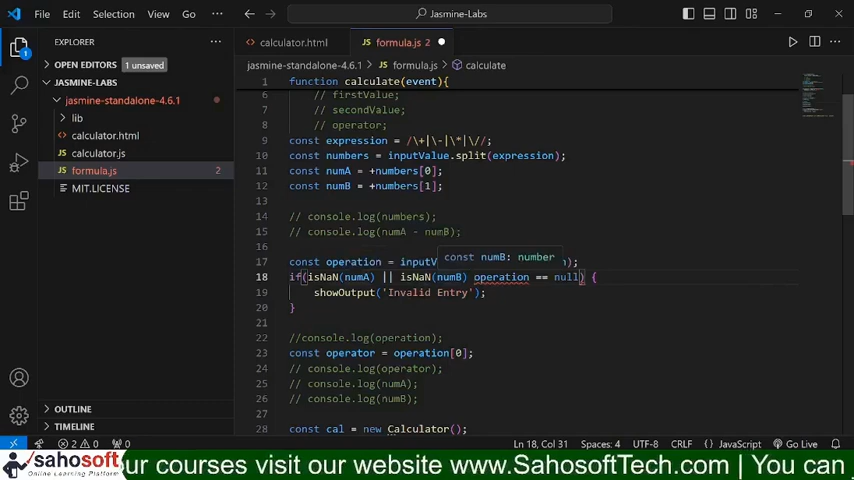 File Edit Selection View Go ··· Jasmine-Labs
EXPLORER ···
calculator.html formula.js 2
OPEN EDITORS 1 unsaved
jasmine-standalone-4.6.1 > formula.js > calculate
JASMINE-LABS
jasmine-standalone-4.6.1
lib
calculator.html
calculator.js
formula.js 2
MIT.LICENSE
1 function calculate(event){
6 // firstValue;
7 // secondValue;
8 // operator;
9 const expression = /\+|\-|\*|\//;
10 const numbers = inputValue.split(expression);
11 const numA = +numbers[0];
12 const numB = +numbers[1];
13
14 // console.log(numbers);
15 // console.log(numA - numB);
16
const numB: number
17 const operation = inputV );
18 if(isNaN(numA) || isNaN(numB) operation == null) {
19 showOutput('Invalid Entry');
20 }
21
22 //console.log(operation);
23 const operator = operation[0];
24 // console.log(operator);
25 // console.log(numA);
26 // console.log(numB);
27
28 const cal = new Calculator();
OUTLINE
TIMELINE
2 0 0 Ln 18, Col 31 Spaces: 4 UTF-8 CRLF JavaScript Go Live
sahosoft
Online Learning Platform
ur courses visit our website www.SahosoftTech.com | You can